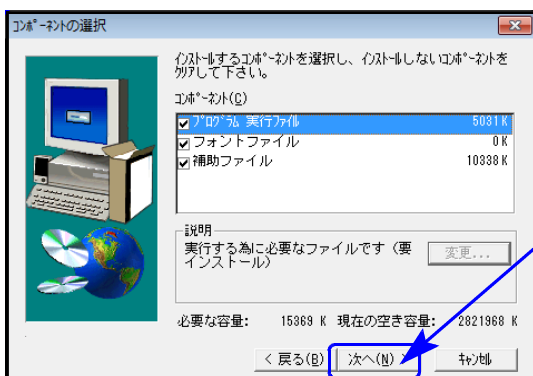 ｺﾝﾎﾟｰﾈﾝﾄの選択
ｲﾝｽﾄｰﾙするｺﾝﾎﾟｰﾈﾝﾄを選択し、ｲﾝｽﾄｰﾙしないｺﾝﾎﾟｰﾈﾝﾄを
ｸﾘｱして下さい。
ｺﾝﾎﾟｰﾈﾝﾄ(C)
ﾌﾟﾛｸﾞﾗﾑ 実行ﾌｧｲﾙ 5031 K
フォントファイル 0 K
補助ファイル 10338 K
説明
実行する為に必要なファイルです（要
インストール）
変更...
必要な容量: 15369 K 現在の空き容量: 2821968 K
< 戻る(B) 次へ(N) > ｷｬﾝｾﾙ